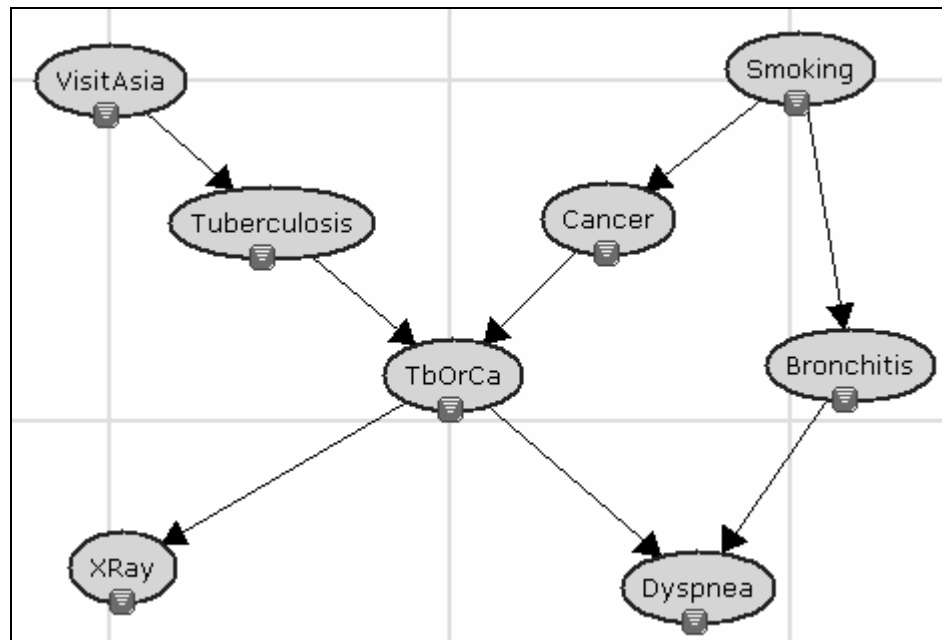 VisitAsia
Smoking
Tuberculosis
Cancer
TbOrCa
Bronchitis
XRay
Dyspnea